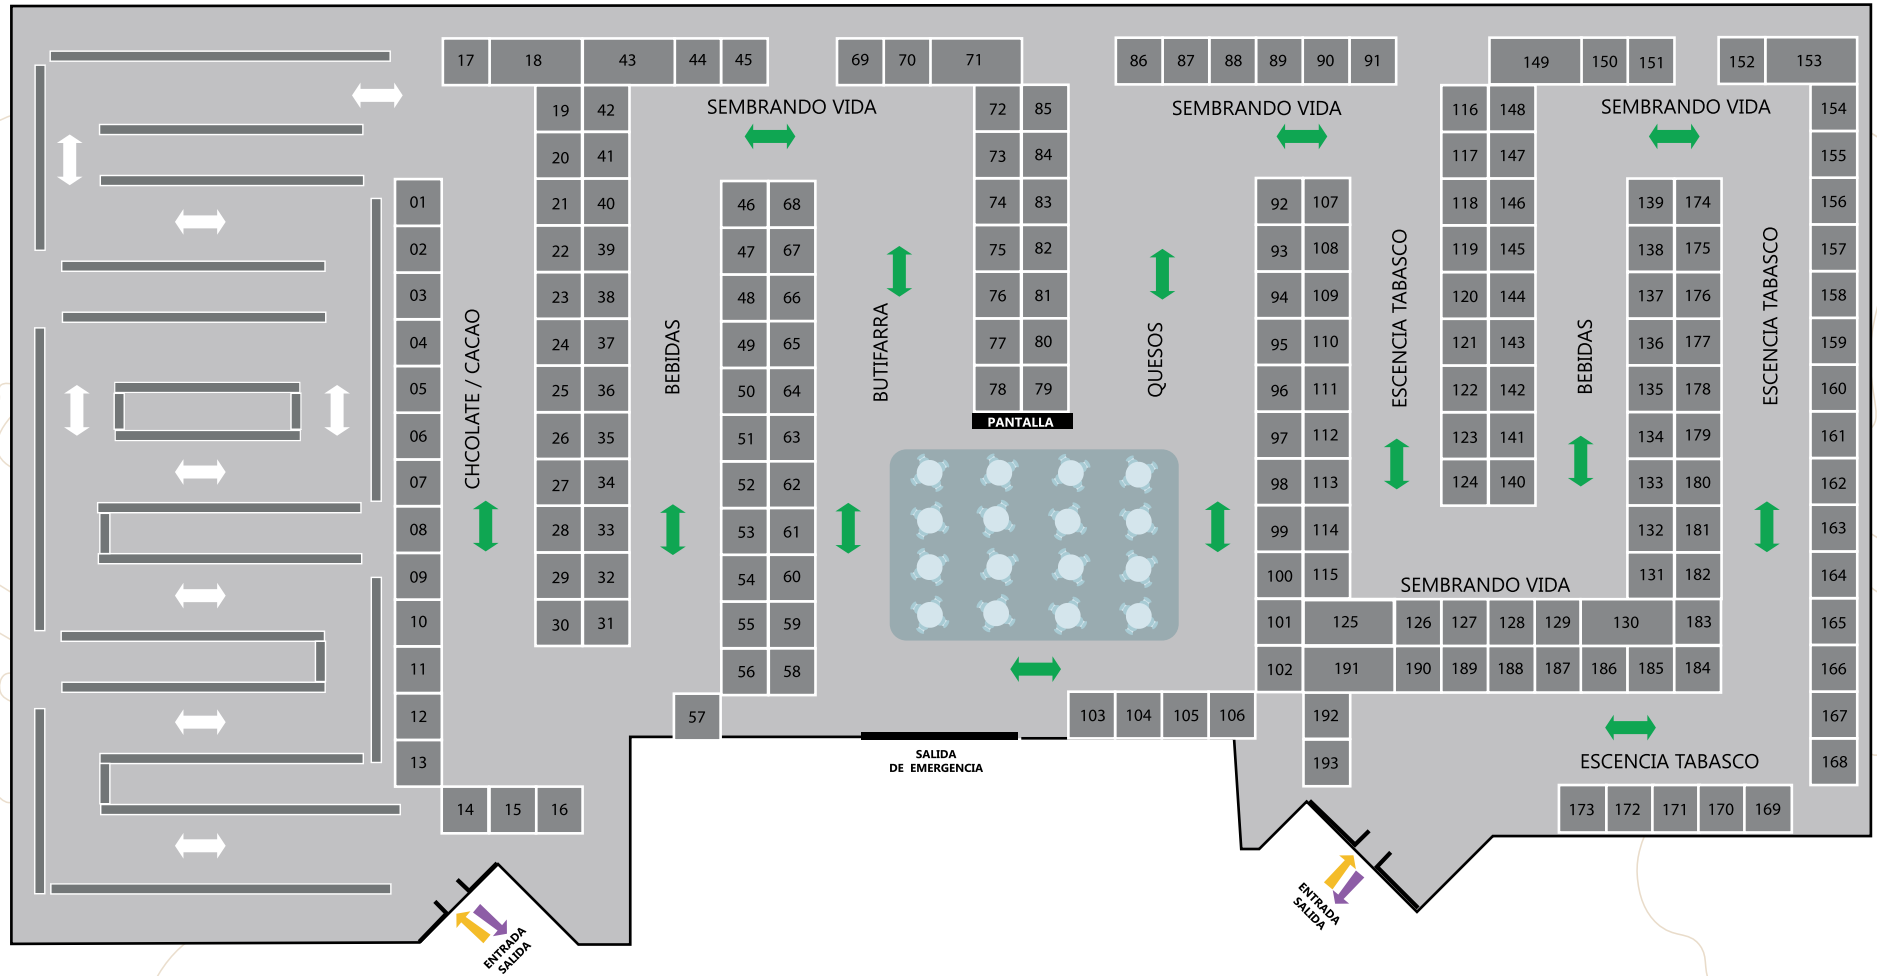 17 18 43 44 45 69 70 71 86 87 88 89 90 91 149 150 151 152 153
SEMBRANDO VIDA SEMBRANDO VIDA SEMBRANDO VIDA
19 42 72 85 116 148 154
20 41 73 84 117 147 155
01 21 40 46 68 74 83 92 107 118 146 139 174 156
02 22 39 47 67 75 82 93 108 119 145 138 175 157
03 23 38 48 66 76 81 94 109 120 144 137 176 158
04 24 37 49 65 77 80 95 110 121 143 136 177 159
05 25 36 50 64 78 79 96 111 122 142 135 178 160
CHCOLATE / CACAO
BEBIDAS
BUTIFARRA
QUESOS
ESCENCIA TABASCO
BEBIDAS
ESCENCIA TABASCO
PANTALLA
06 26 35 51 63 97 112 123 141 134 179 161
07 27 34 52 62 98 113 124 140 133 180 162
08 28 33 53 61 99 114 132 181 163
09 29 32 54 60 100 115 131 182 164
SEMBRANDO VIDA
10 30 31 55 59 101 125 126 127 128 129 130 183 165
11 56 58 102 191 190 189 188 187 186 185 184 166
12 57 103 104 105 106 192 167
13 193 168
ESCENCIA TABASCO
SALIDA
DE EMERGENCIA
14 15 16 173 172 171 170 169
ENTRADA
SALIDA
ENTRADA
SALIDA